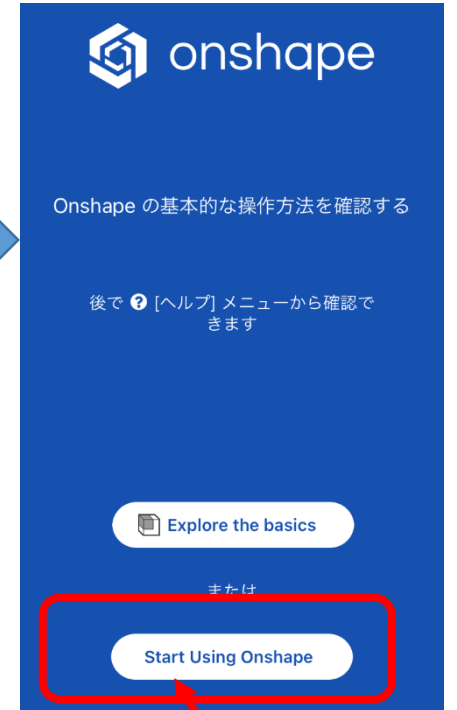 onshape
Onshape の基本的な操作方法を確認する
後で ? [ヘルプ] メニューから確認で
きます
Explore the basics
または
Start Using Onshape